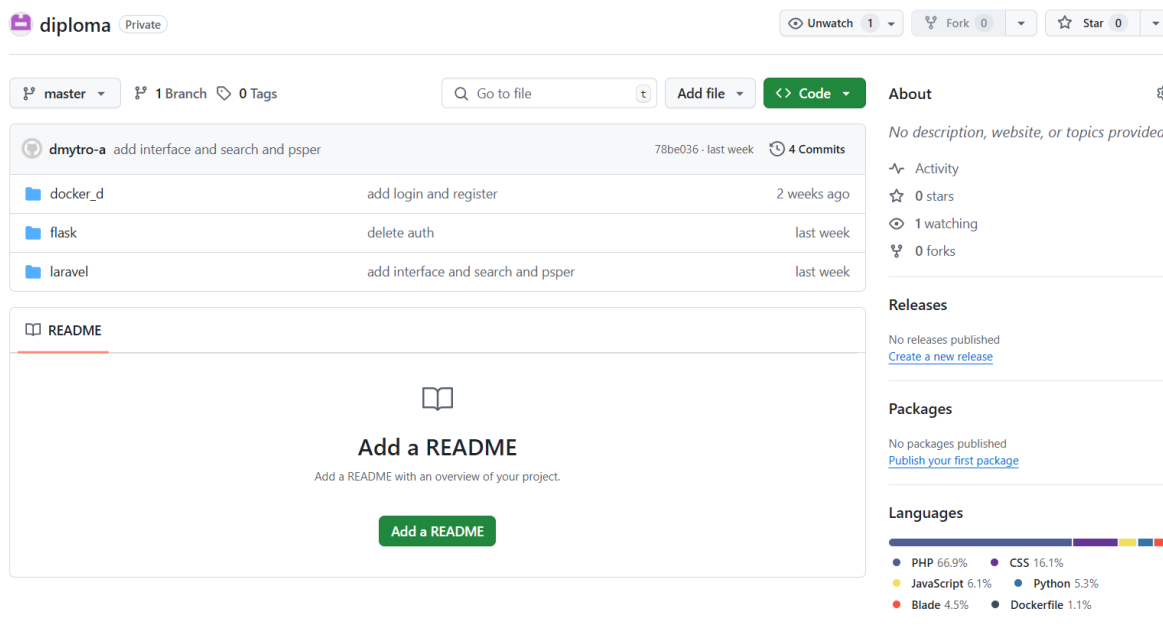 diploma Private Unwatch 1 Fork 0 Star 0
master 1 Branch 0 Tags Go to file t Add file Code
dmytro-a add interface and search and psper 78be036 · last week 4 Commits
docker_d add login and register 2 weeks ago
flask delete auth last week
laravel add interface and search and psper last week
README
Add a README
Add a README with an overview of your project.
Add a README
About
No description, website, or topics provided
Activity
0 stars
1 watching
0 forks
Releases
No releases published
Create a new release
Packages
No packages published
Publish your first package
Languages
PHP 66.9% CSS 16.1%
JavaScript 6.1% Python 5.3%
Blade 4.5% Dockerfile 1.1%